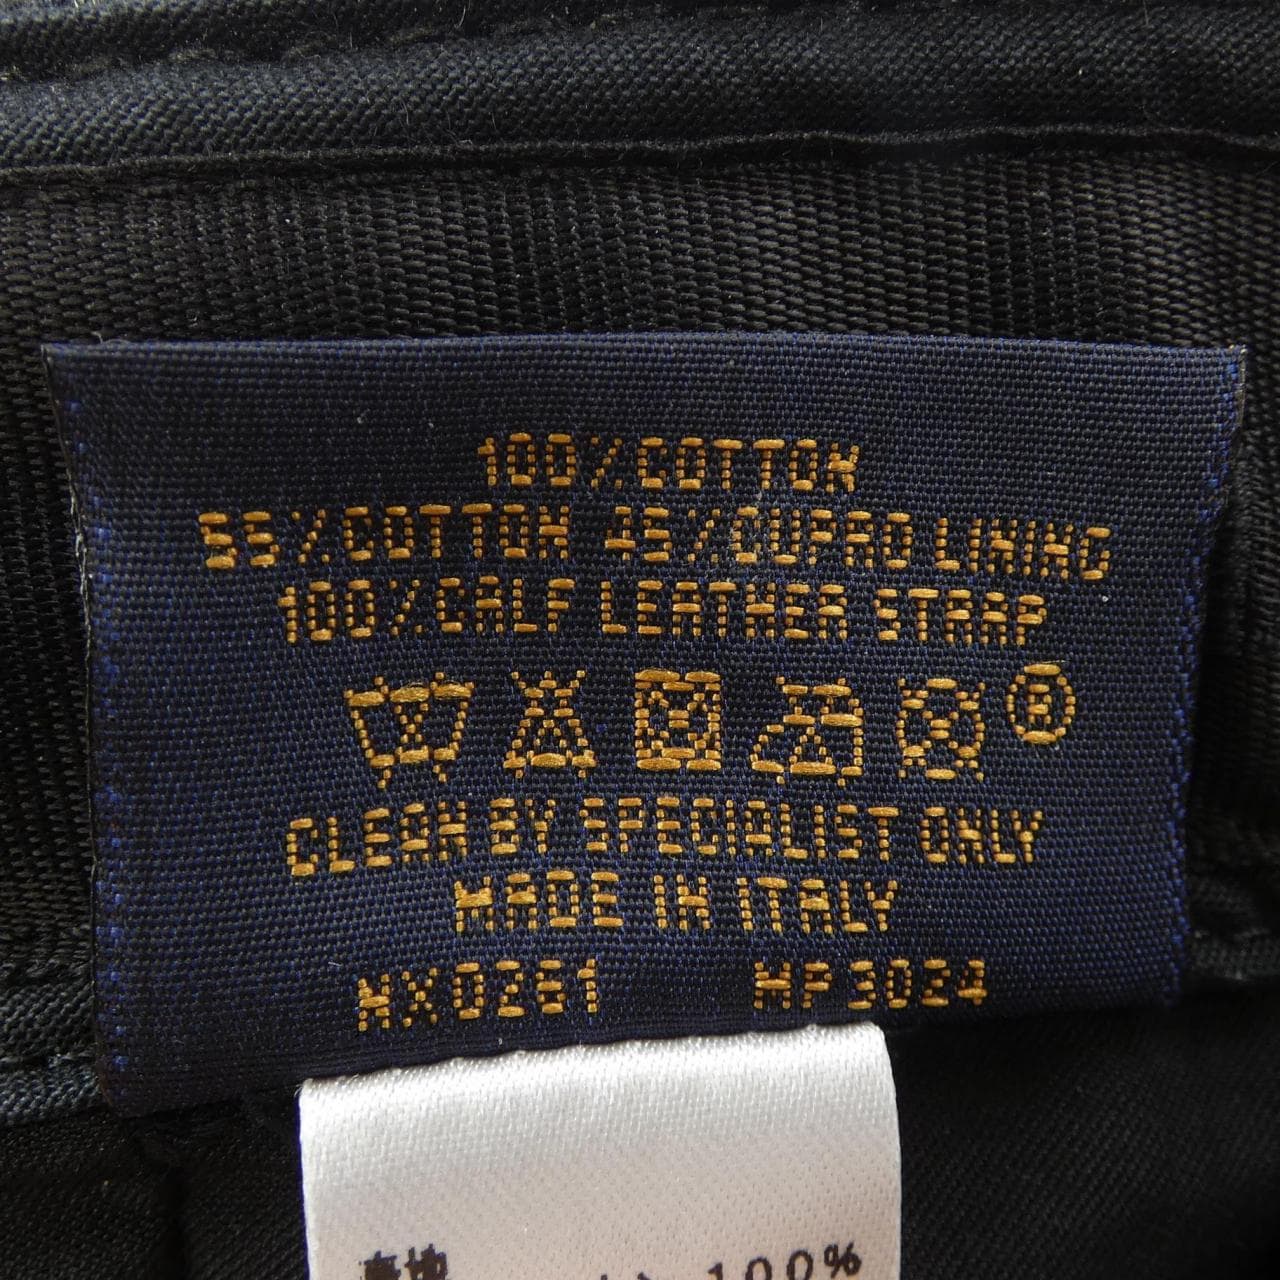 100%COTTON
55%COTTON 45%CUPRO LINING
100%CALF LEATHER STRAP
®
CLEAN BY SPECIALIST ONLY
MADE IN ITALY
NX0261 MP3024
100%